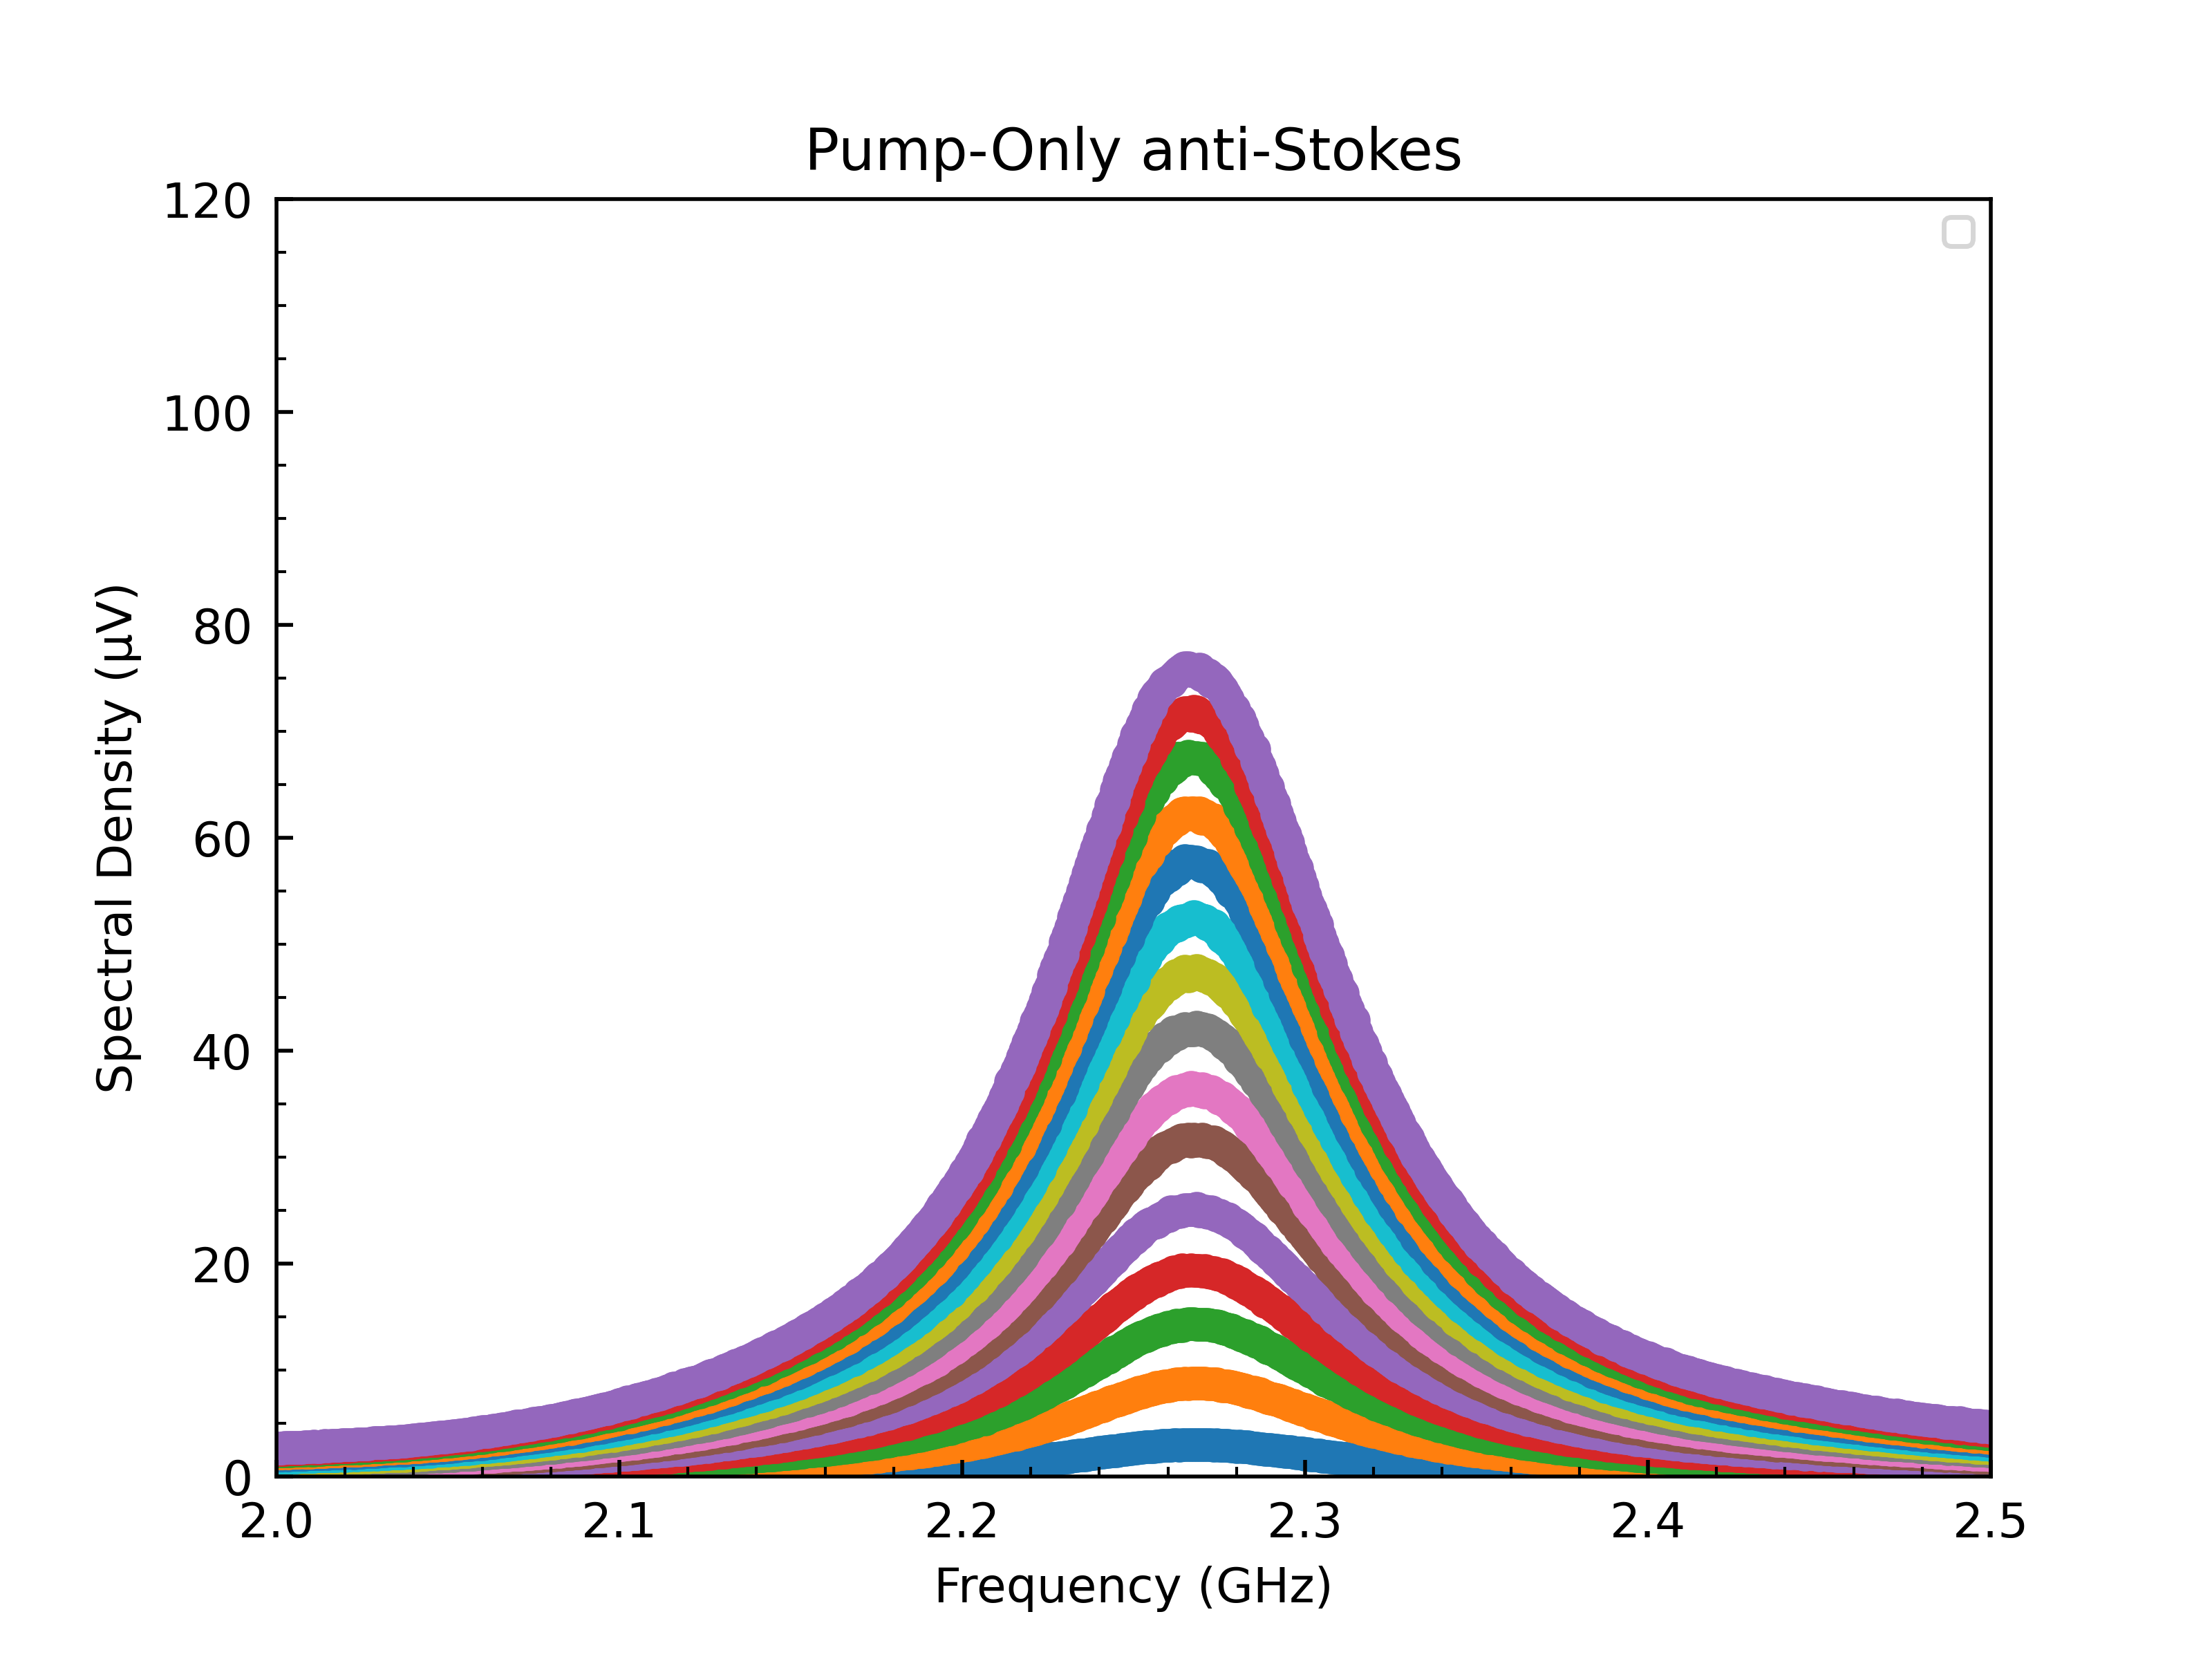 Pump-Only anti-Stokes
120
100
80
60
40
20
0
Spectral Density (µV)
2.0 2.1 2.2 2.3 2.4 2.5
Frequency (GHz)